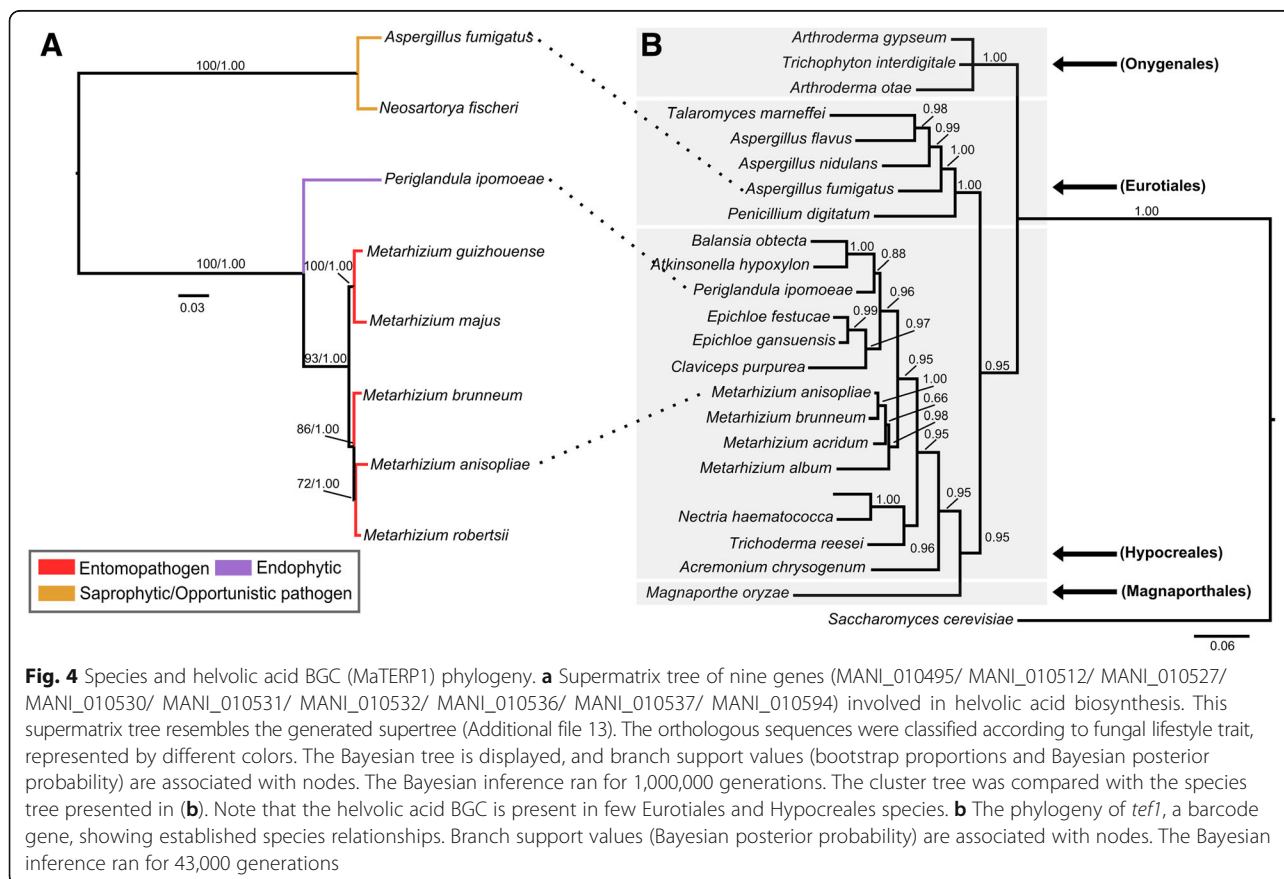 A
Aspergillus fumigatus
100/1.00
Neosartorya fischeri
Periglandula ipomoeae
100/1.00
0.03
Metarhizium guizhouense
100/1.00
Metarhizium majus
93/1.00
Metarhizium brunneum
86/1.00
Metarhizium anisopliae
72/1.00
Metarhizium robertsii
Entomopathogen
Endophytic
Saprophytic/Opportunistic pathogen
B
Arthroderma gypseum
Trichophyton interdigitale
1.00
(Onygenales)
Arthroderma otae
Talaromyces marneffei
0.98
Aspergillus flavus
0.99
Aspergillus nidulans
1.00
Aspergillus fumigatus
1.00
(Eurotiales)
Penicillium digitatum
1.00
Balansia obtecta
1.00
Atkinsonella hypoxylon
0.88
Periglandula ipomoeae
0.96
Epichloe festucae
0.99
Epichloe gansuensis
0.97
Claviceps purpurea
0.95
0.95
Metarhizium anisopliae
1.00
Metarhizium brunneum
0.66
Metarhizium acridum
0.98
0.95
Metarhizium album
0.95
1.00
Nectria haematococca
Trichoderma reesei
0.95
0.96
(Hypocreales)
Acremonium chrysogenum
Magnaporthe oryzae
(Magnaporthales)
Saccharomyces cerevisiae
0.06
Fig. 4 Species and helvolic acid BGC (MaTERP1) phylogeny. a Supermatrix tree of nine genes (MANI_010495/ MANI_010512/ MANI_010527/
MANI_010530/ MANI_010531/ MANI_010532/ MANI_010536/ MANI_010537/ MANI_010594) involved in helvolic acid biosynthesis. This
supermatrix tree resembles the generated supertree (Additional file 13). The orthologous sequences were classified according to fungal lifestyle trait,
represented by different colors. The Bayesian tree is displayed, and branch support values (bootstrap proportions and Bayesian posterior
probability) are associated with nodes. The Bayesian inference ran for 1,000,000 generations. The cluster tree was compared with the species
tree presented in (b). Note that the helvolic acid BGC is present in few Eurotiales and Hypocreales species. b The phylogeny of tef1, a barcode
gene, showing established species relationships. Branch support values (Bayesian posterior probability) are associated with nodes. The Bayesian
inference ran for 43,000 generations